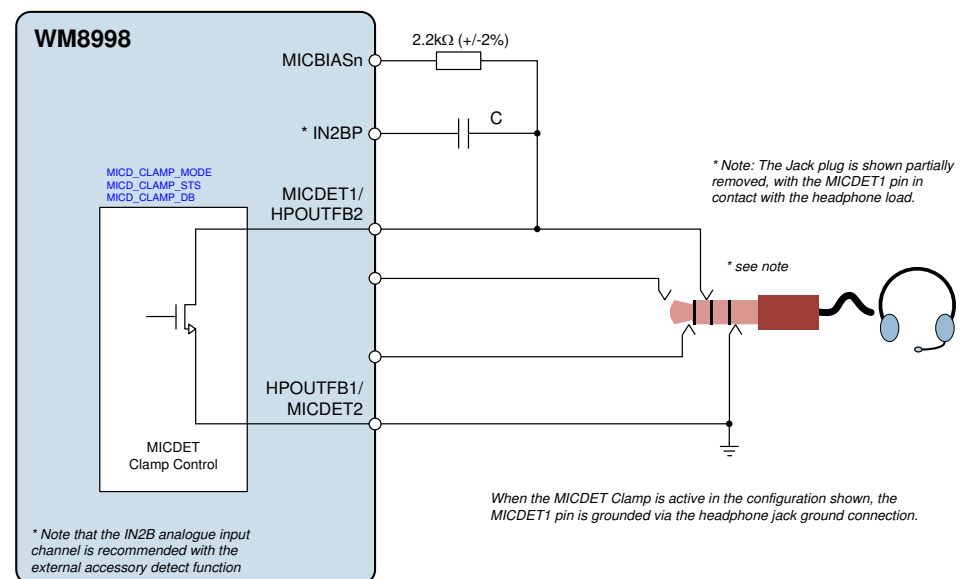 WM8998
2.2kΩ (+/-2%)
MICBIASn
* IN2BP
C
MICD_CLAMP_MODE
MICD_CLAMP_STS
MICD_CLAMP_DB
MICDET1/
HPOUTFB2
* Note: The Jack plug is shown partially
removed, with the MICDET1 pin in
contact with the headphone load.
* see note
HPOUTFB1/
MICDET2
MICDET
Clamp Control
When the MICDET Clamp is active in the configuration shown, the
MICDET1 pin is grounded via the headphone jack ground connection.
* Note that the IN2B analogue input
channel is recommended with the
external accessory detect function